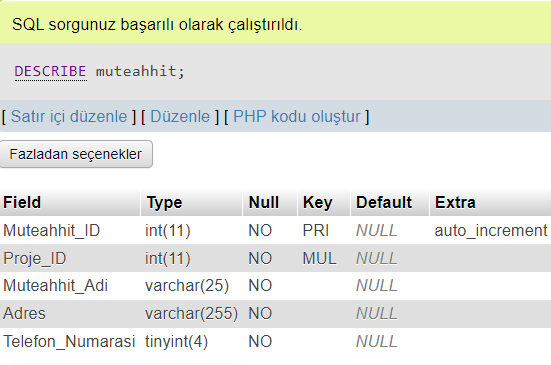 SQL sorgunuz başarılı olarak çalıştırıldı.
DESCRIBE muteahhit;
[ Satır içi düzenle ] [ Düzenle ] [ PHP kodu oluştur ]
Fazladan seçenekler
Field Type Null Key Default Extra
Muteahhit_ID int(11) NO PRI NULL auto_increment
Proje_ID int(11) NO MUL NULL
Muteahhit_Adi varchar(25) NO NULL
Adres varchar(255) NO NULL
Telefon_Numarasi tinyint(4) NO NULL